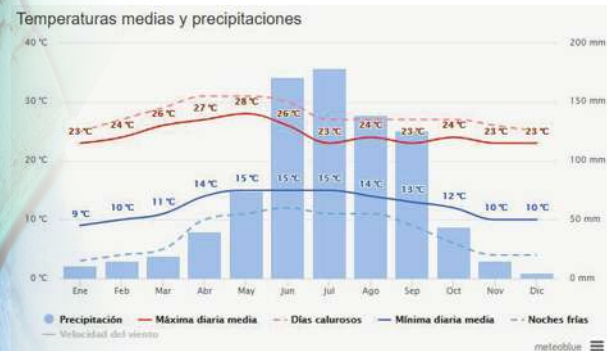 Temperaturas medias y precipitaciones
40 °C
200 mm
30 °C
150 mm
20 °C
100 mm
10 °C
50 mm
0 °C
0 mm
23 °C 24 °C 26 °C 27 °C 28 °C 26 °C 23 °C 24 °C 23 °C 24 °C 23 °C 23 °C
9 °C 10 °C 11 °C 14 °C 15 °C 15 °C 15 °C 14 °C 13 °C 12 °C 10 °C 10 °C
Ene Feb Mar Abr May Jun Jul Ago Sep Oct Nov Dic
Precipitación Máxima diaria media Días calurosos Mínima diaria media Noches frías
Velocidad del viento
meteoblue